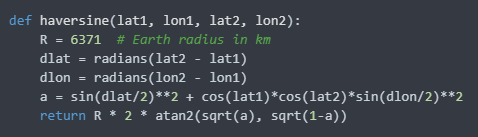 def haversine(lat1, lon1, lat2, lon2):
    R = 6371  # Earth radius in km
    dlat = radians(lat2 - lat1)
    dlon = radians(lon2 - lon1)
    a = sin(dlat/2)**2 + cos(lat1)*cos(lat2)*sin(dlon/2)**2
    return R * 2 * atan2(sqrt(a), sqrt(1-a))